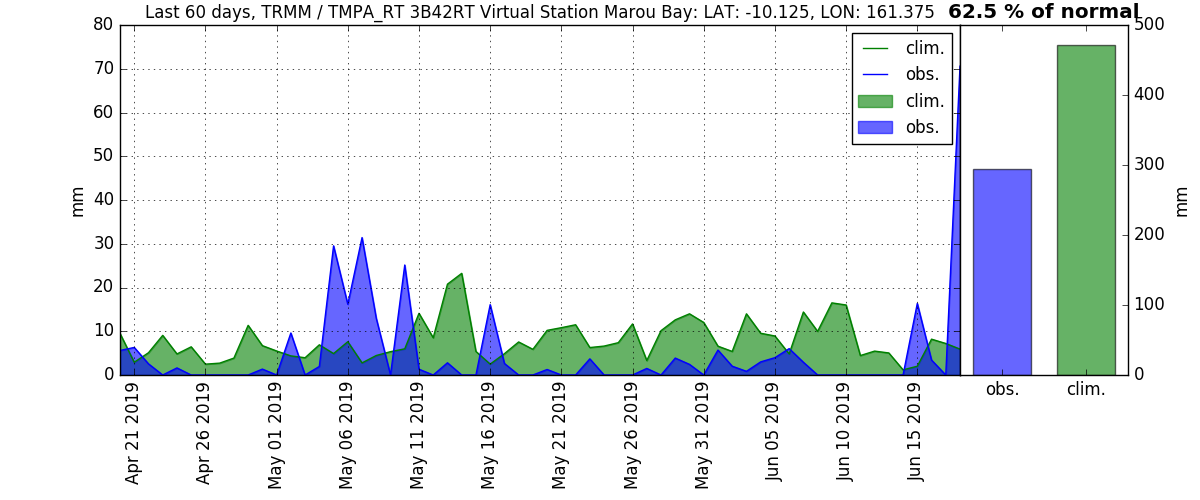 Last 60 days, TRMM / TMPA_RT 3B42RT Virtual Station Marou Bay: LAT: -10.125, LON: 161.375 62.5 % of normal
80
70
60
50
40
30
20
10
0
mm
clim.
obs.
clim.
obs.
500
400
300
200
100
0
mm
Apr 21 2019
Apr 26 2019
May 01 2019
May 06 2019
May 11 2019
May 16 2019
May 21 2019
May 26 2019
May 31 2019
Jun 05 2019
Jun 10 2019
Jun 15 2019
obs.
clim.